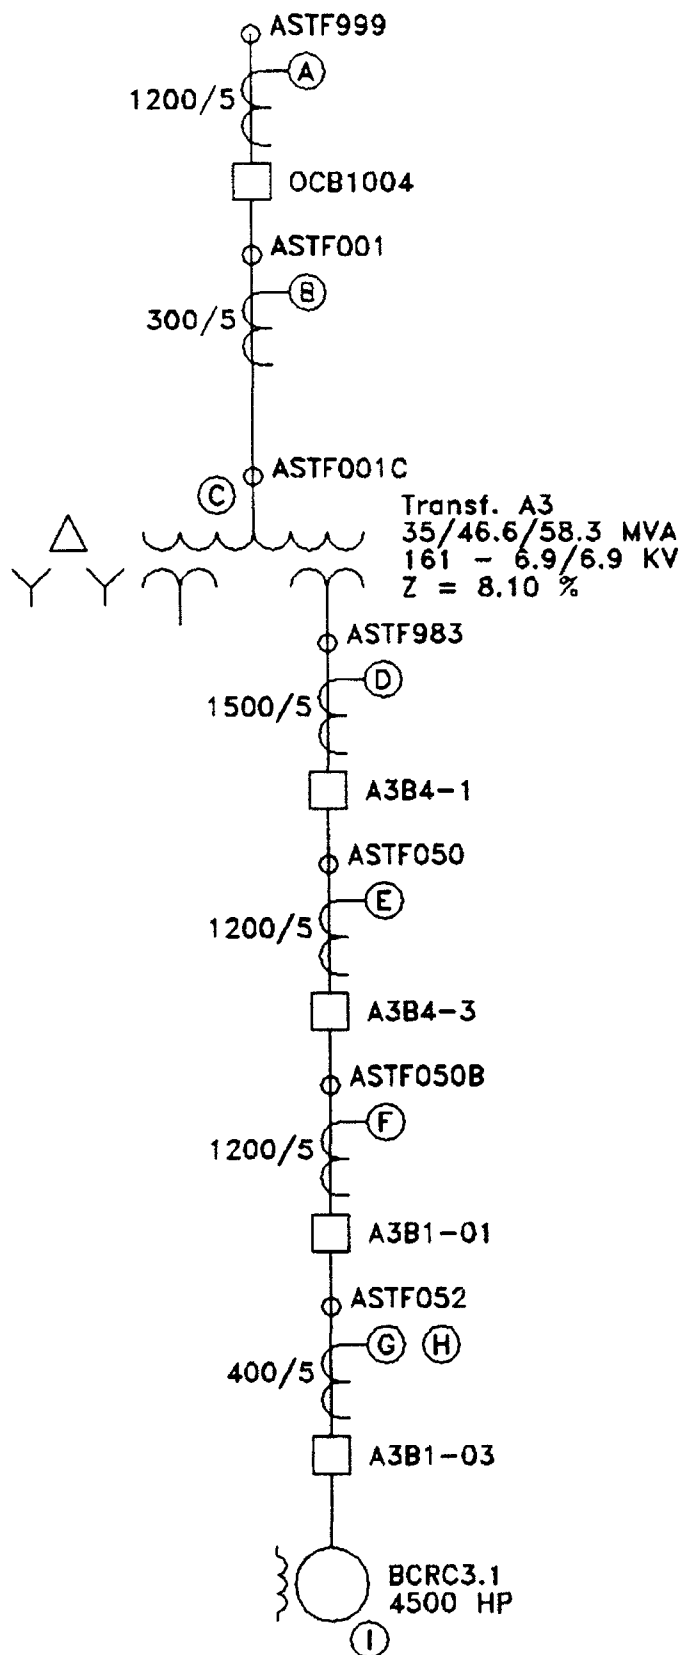 ASTF999
A
1200/5
OCB1004
ASTF001
B
300/5
ASTF001C
C
Transf. A3
35/46.6/58.3 MVA
161 - 6.9/6.9 KV
Z = 8.10 %
ASTF983
D
1500/5
A3B4-1
ASTF050
E
1200/5
A3B4-3
ASTF050B
F
1200/5
A3B1-01
ASTF052
G H
400/5
A3B1-03
BCRC3.1
4500 HP
I